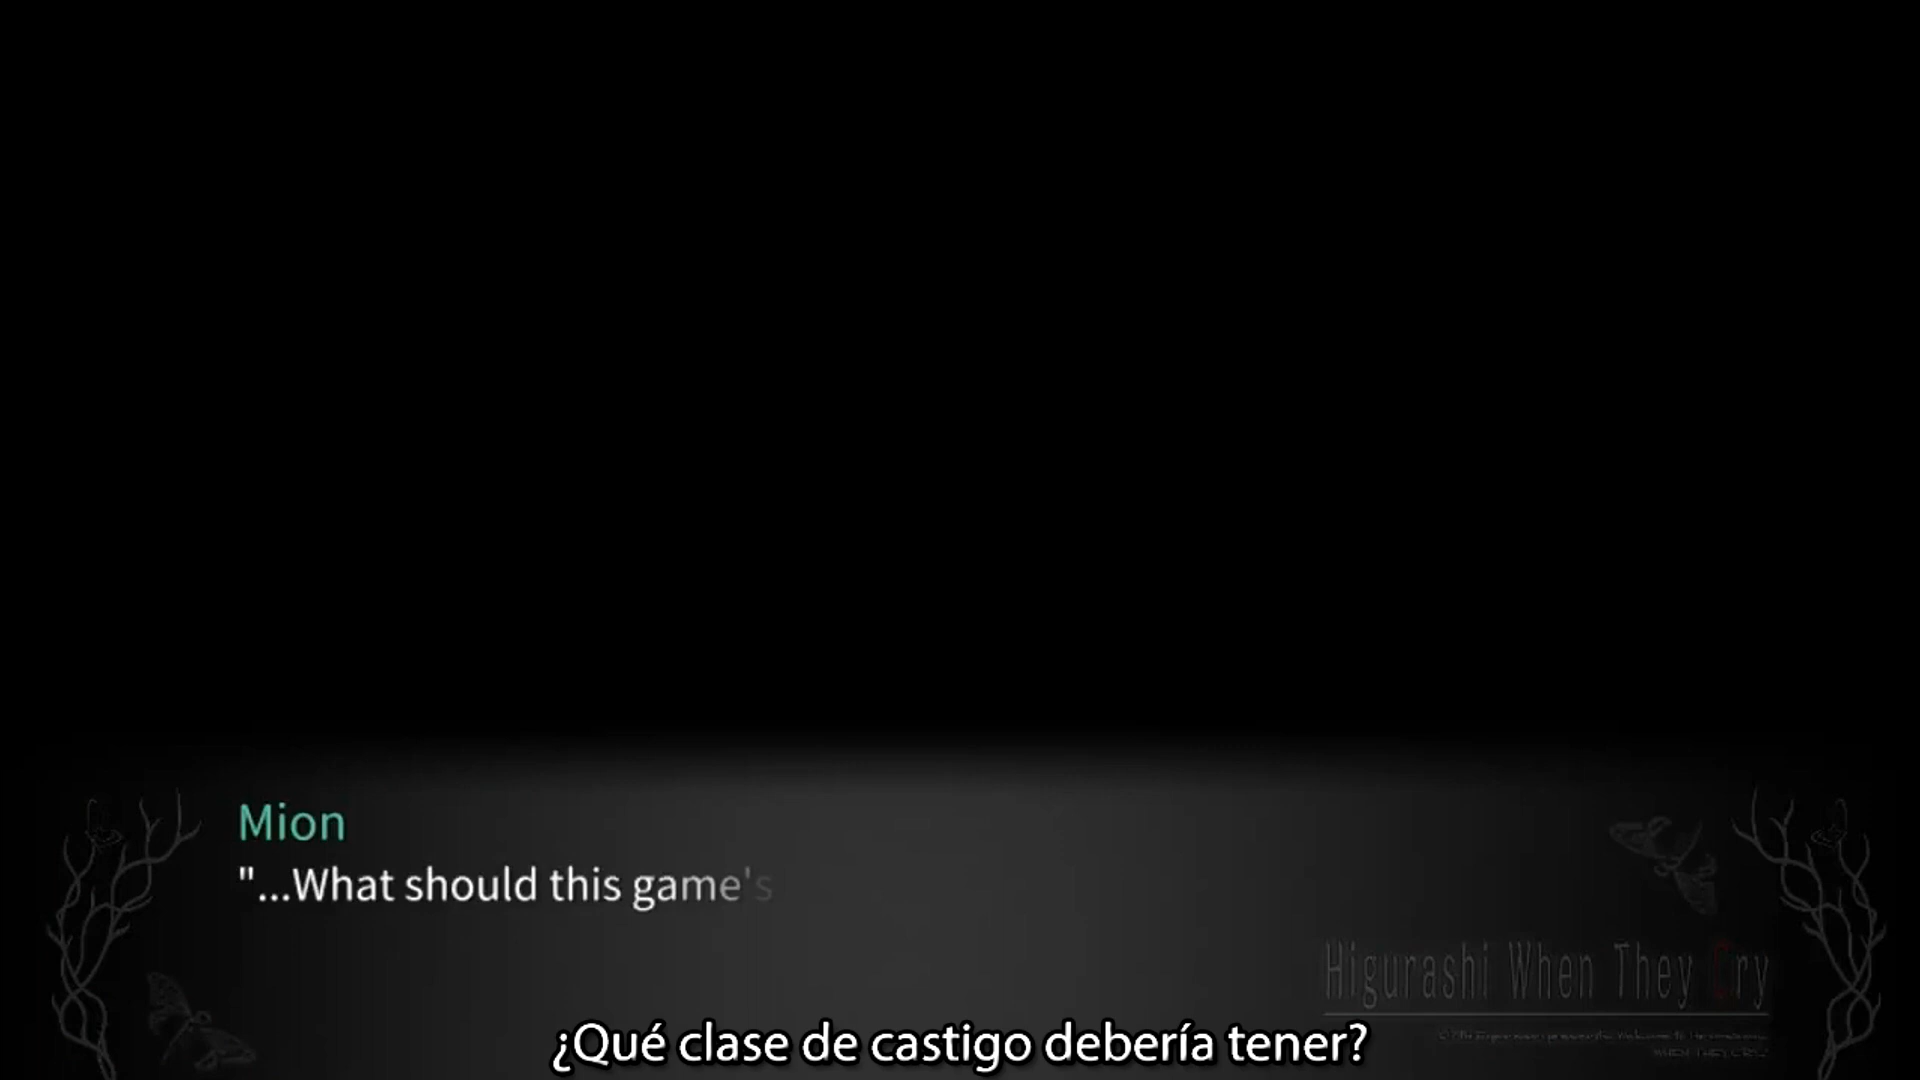 Mion
"...What should this game's
Higurashi When They Cry
¿Qué clase de castigo debería tener?